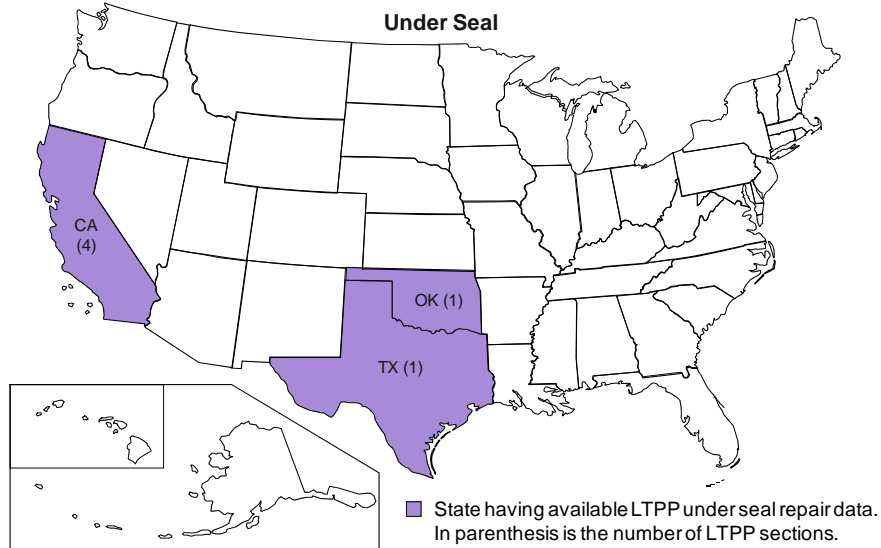 Under Seal
CA
(4)
OK (1)
TX (1)
State having available LTPP under seal repair data.
In parenthesis is the number of LTPP sections.